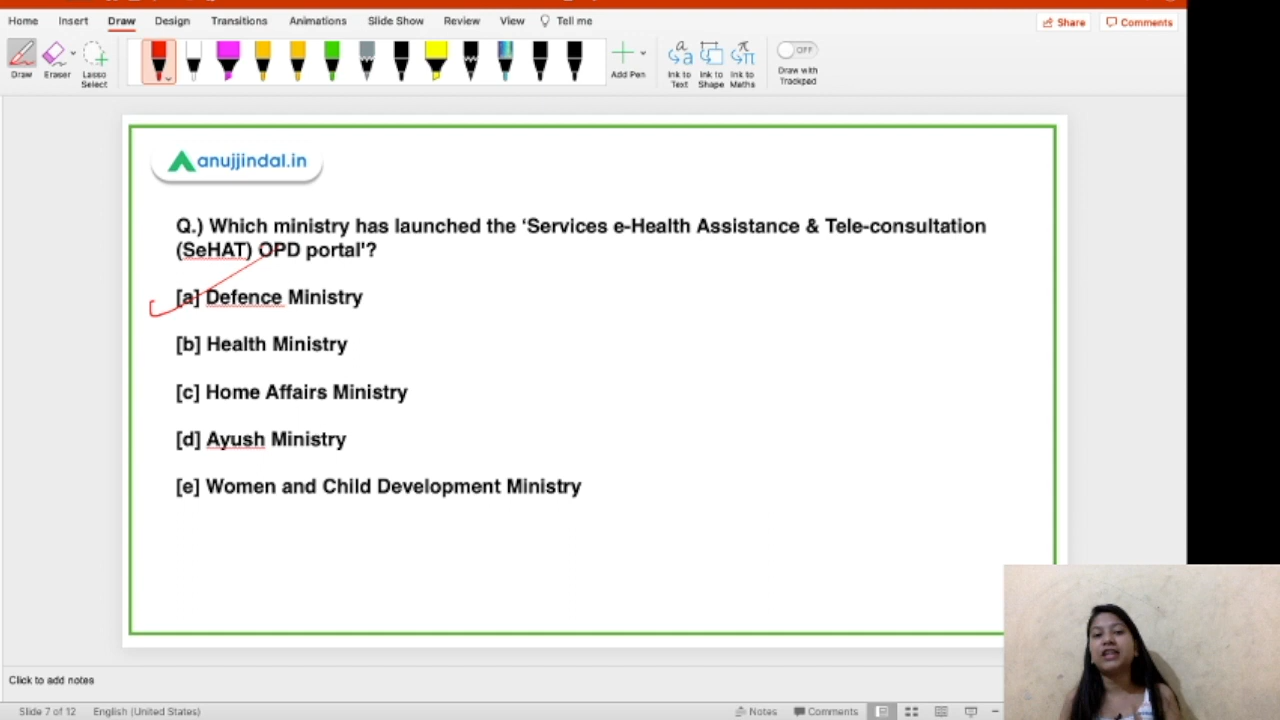 Home Insert Draw Design Transitions Animations Slide Show Review View Tell me
Share Comments
Draw Eraser Lasso Select
Add Pen Ink to Text Ink to Shape Ink to Maths
OFF
Draw with Trackpad
anujjindal.in
Q.) Which ministry has launched the ‘Services e-Health Assistance & Tele-consultation
(SeHAT) OPD portal'?
[a] Defence Ministry
[b] Health Ministry
[c] Home Affairs Ministry
[d] Ayush Ministry
[e] Women and Child Development Ministry
Click to add notes
Slide 7 of 12 English (United States) Notes Comments